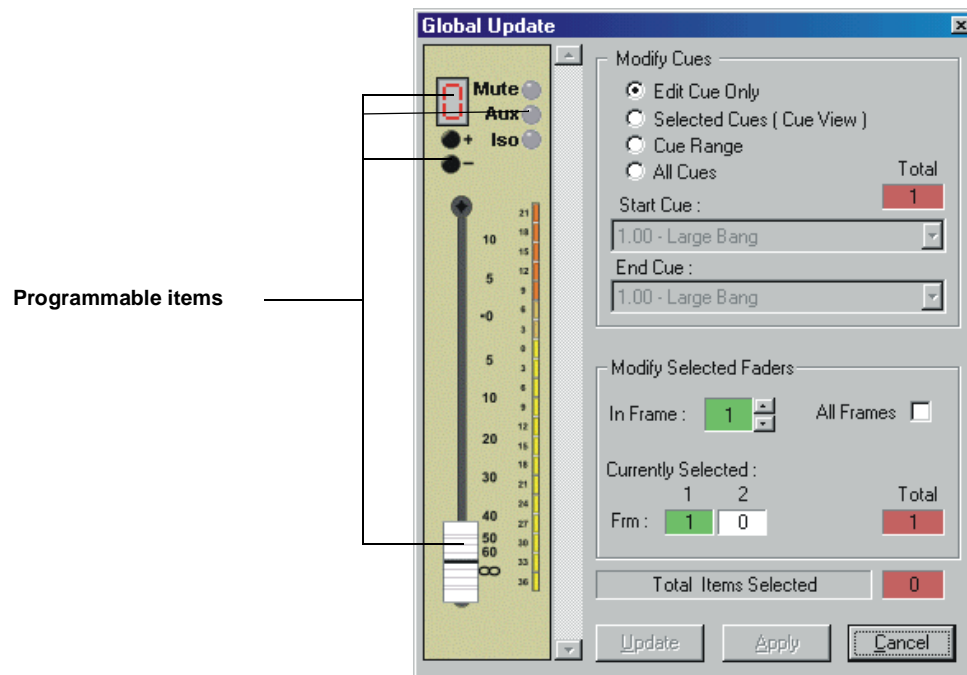 Global Update
Programmable items
0
Mute
Aux
Iso
+
−
10
5
-0
5
10
20
30
40
50
60
∞
21
18
15
12
9
6
3
0
3
6
9
12
15
18
21
24
27
30
33
36
Modify Cues
Edit Cue Only
Selected Cues ( Cue View )
Cue Range
All Cues
Total
1
Start Cue :
1.00 - Large Bang
End Cue :
1.00 - Large Bang
Modify Selected Faders
In Frame : 1 All Frames
Currently Selected :
1 2 Total
Frm : 1 0 1
Total Items Selected 0
Update Apply Cancel